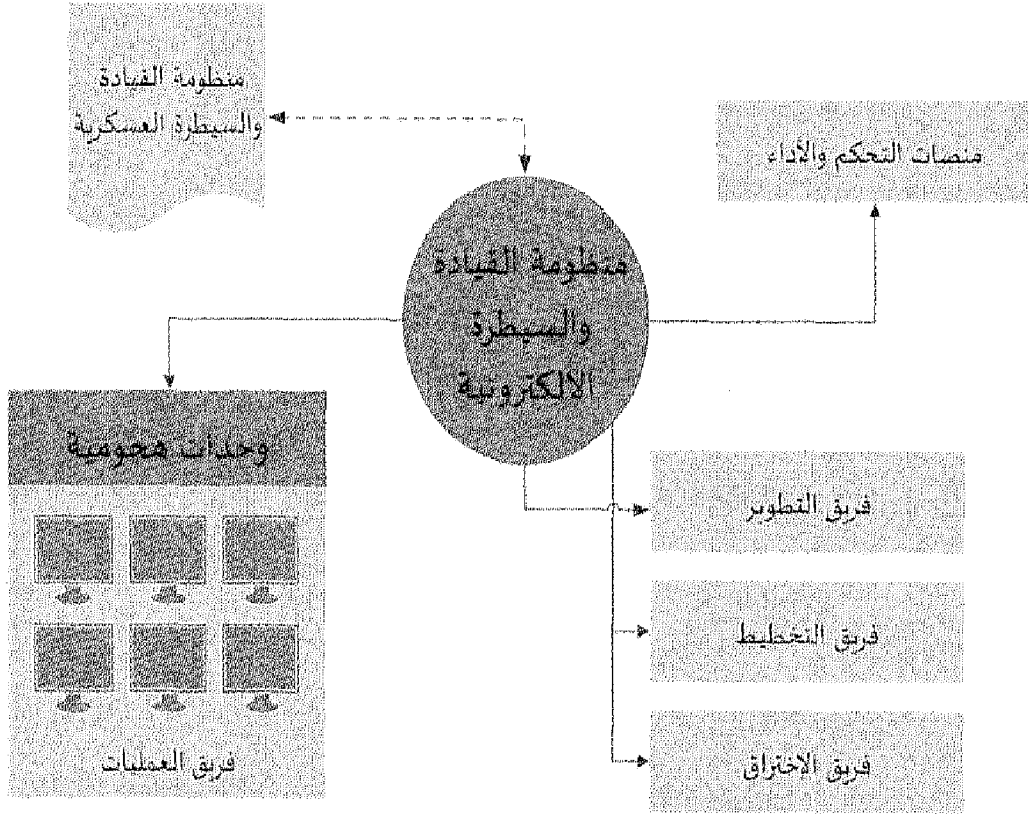 منظومة القيادة
والسيطرة العسكرية
منصات التحكم والأداء
منظومة القيادة
والسيطرة
الالكترونية
وحدات هجومية
فريق التطوير
فريق التخطيط
فريق الاختراق
فريق العمليات